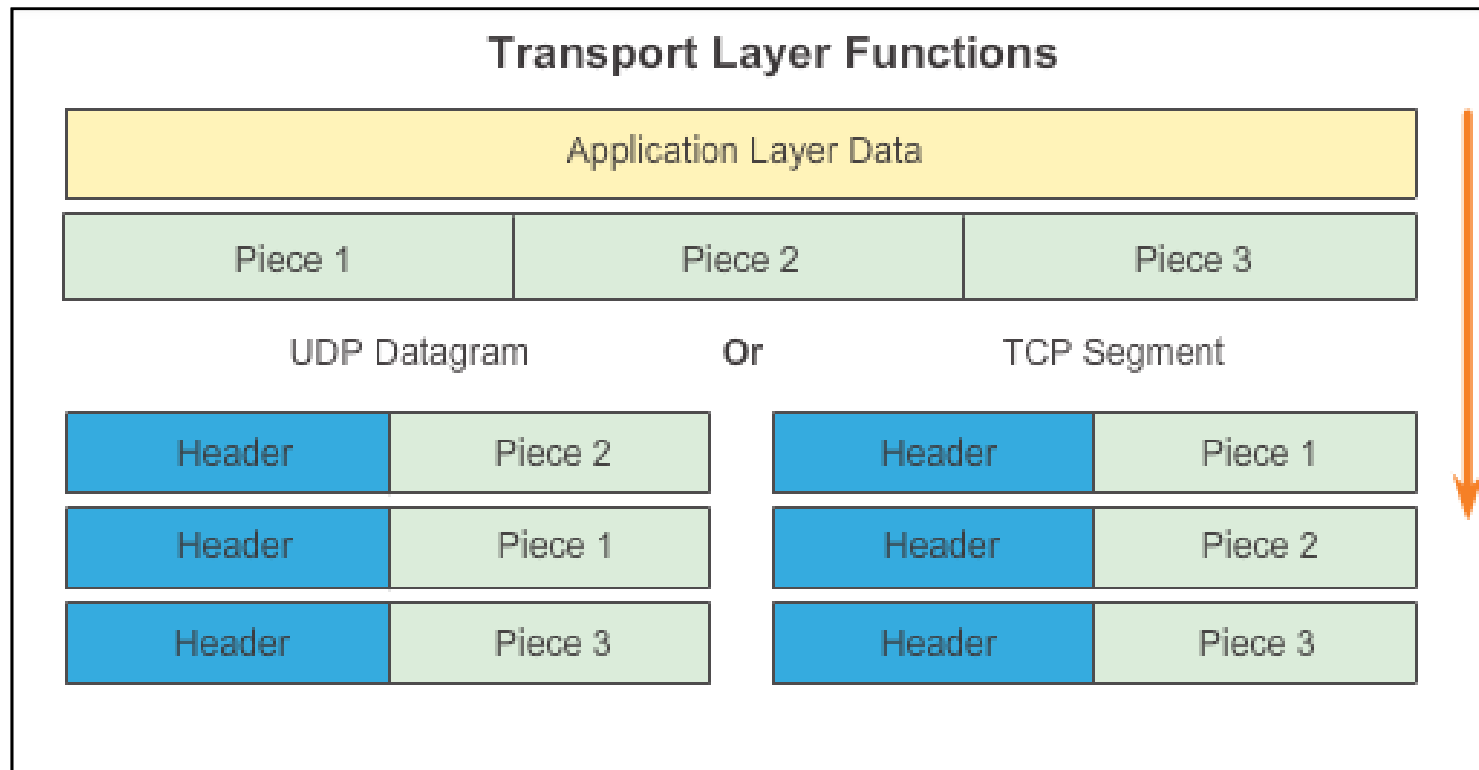 Transport Layer Functions
Application Layer Data
Piece 1 Piece 2 Piece 3
UDP Datagram Or TCP Segment
Header Piece 2 Header Piece 1
Header Piece 1 Header Piece 2
Header Piece 3 Header Piece 3